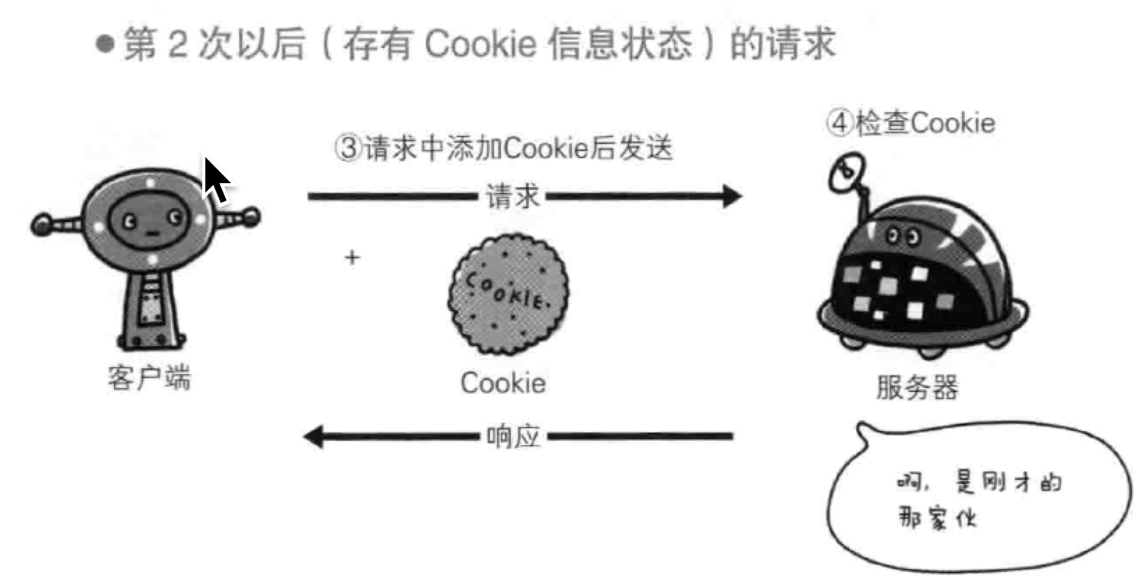 ●第 2 次以后（存有 Cookie 信息状态）的请求
④检查Cookie
③请求中添加Cookie后发送
请求
+
COOKIE
客户端
Cookie
服务器
响应
啊，是刚才的
那家伙